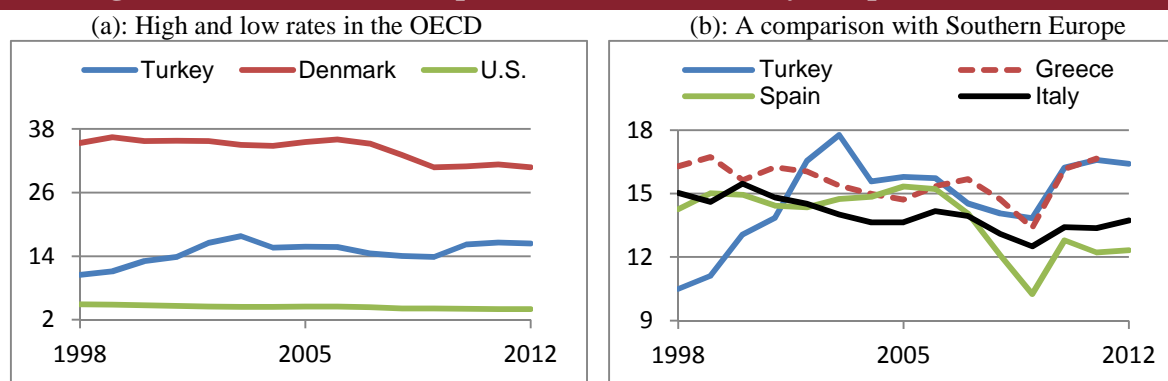 (a): High and low rates in the OECD
Turkey Denmark U.S.
38
26
14
2
1998 2005 2012
(b): A comparison with Southern Europe
Turkey Greece
Spain Italy
18
15
12
9
1998 2005 2012